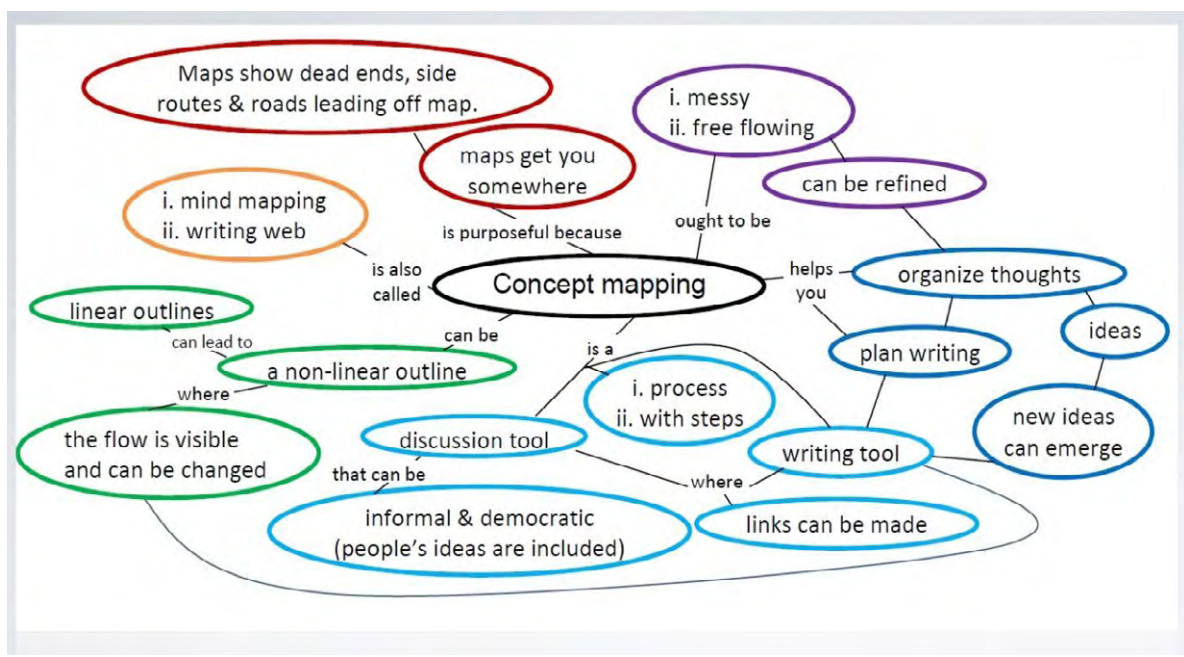 Maps show dead ends, side
routes & roads leading off map.
maps get you
somewhere
i. messy
ii. free flowing
can be refined
i. mind mapping
ii. writing web
is purposeful because
ought to be
is also
called
Concept mapping
helps
you
organize thoughts
linear outlines
can lead to
can be
is a
plan writing
ideas
a non-linear outline
where
i. process
ii. with steps
new ideas
can emerge
the flow is visible
and can be changed
discussion tool
writing tool
that can be
where
informal & democratic
(people’s ideas are included)
links can be made